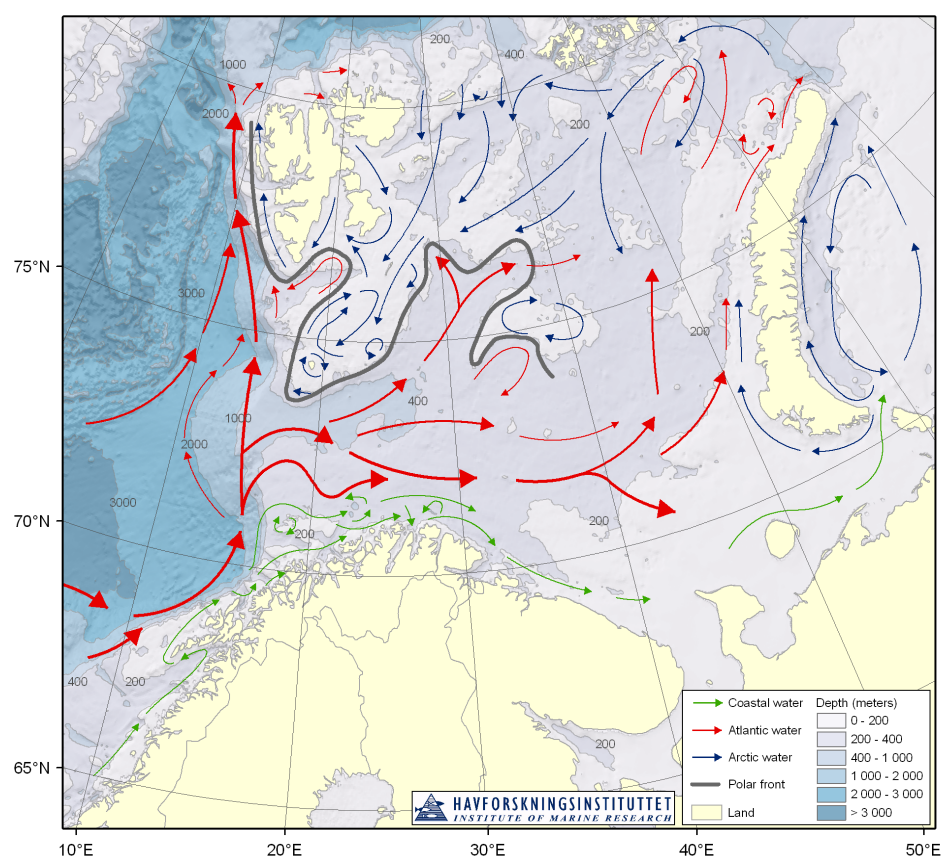 200
400
1000
2000
200
75°N
3000
200
400
1000
2000
3000
70°N
200
200
400
200
200
65°N
Coastal water
Atlantic water
Arctic water
Polar front
Land
Depth (meters)
0 - 200
200 - 400
400 - 1 000
1 000 - 2 000
2 000 - 3 000
> 3 000
HAVFORSKNINGSINSTITUTTET
INSTITUTE OF MARINE RESEARCH
10°E
20°E
30°E
40°E
50°E